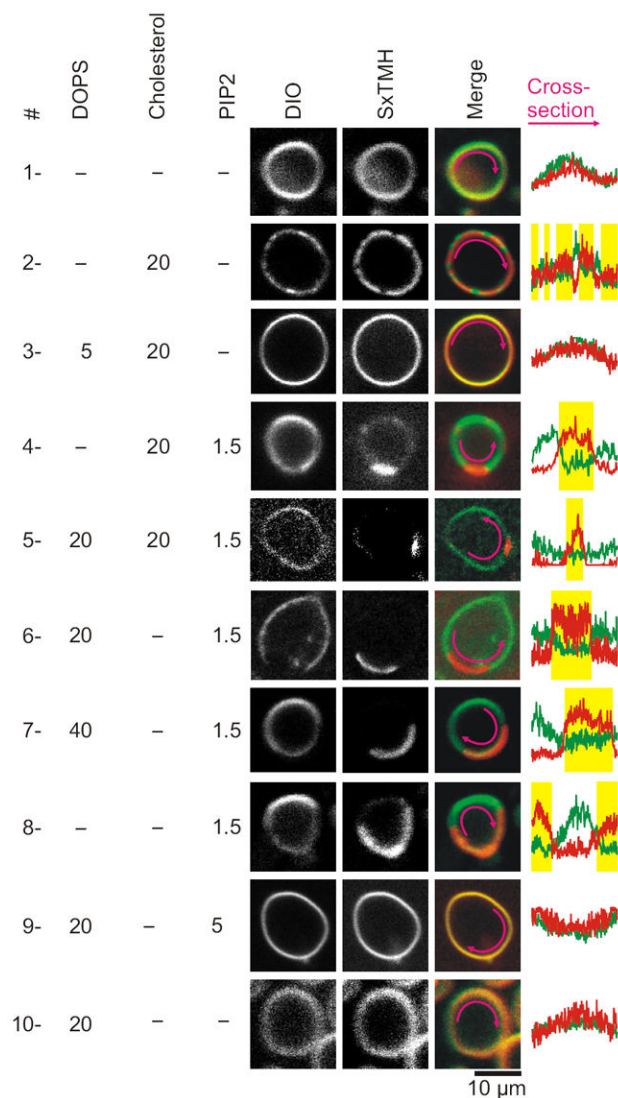 # DOPS Cholesterol PIP2 DIO SxTMH Merge Cross-
section
1- – – –
2- – 20 –
3- 5 20 –
4- – 20 1.5
5- 20 20 1.5
6- 20 – 1.5
7- 40 – 1.5
8- – – 1.5
9- 20 – 5
10- 20 – –
10 µm